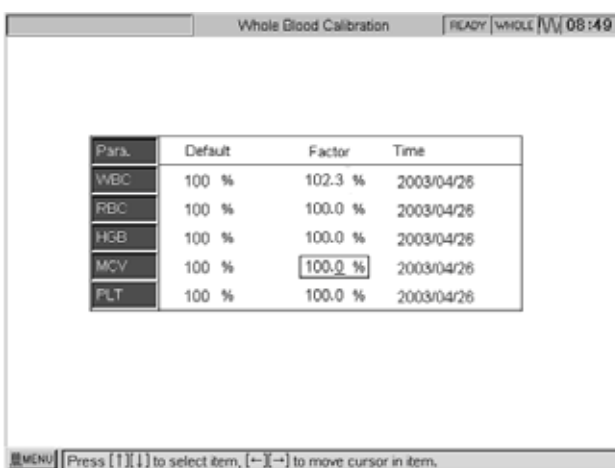 Whole Blood Calibration READY WHOLE 08:49
Para. Default Factor Time
WBC 100 % 102.3 % 2003/04/26
RBC 100 % 100.0 % 2003/04/26
HGB 100 % 100.0 % 2003/04/26
MCV 100 % 100.0 % 2003/04/26
PLT 100 % 100.0 % 2003/04/26
MENU Press [↑][↓] to select item, [←][→] to move cursor in item.